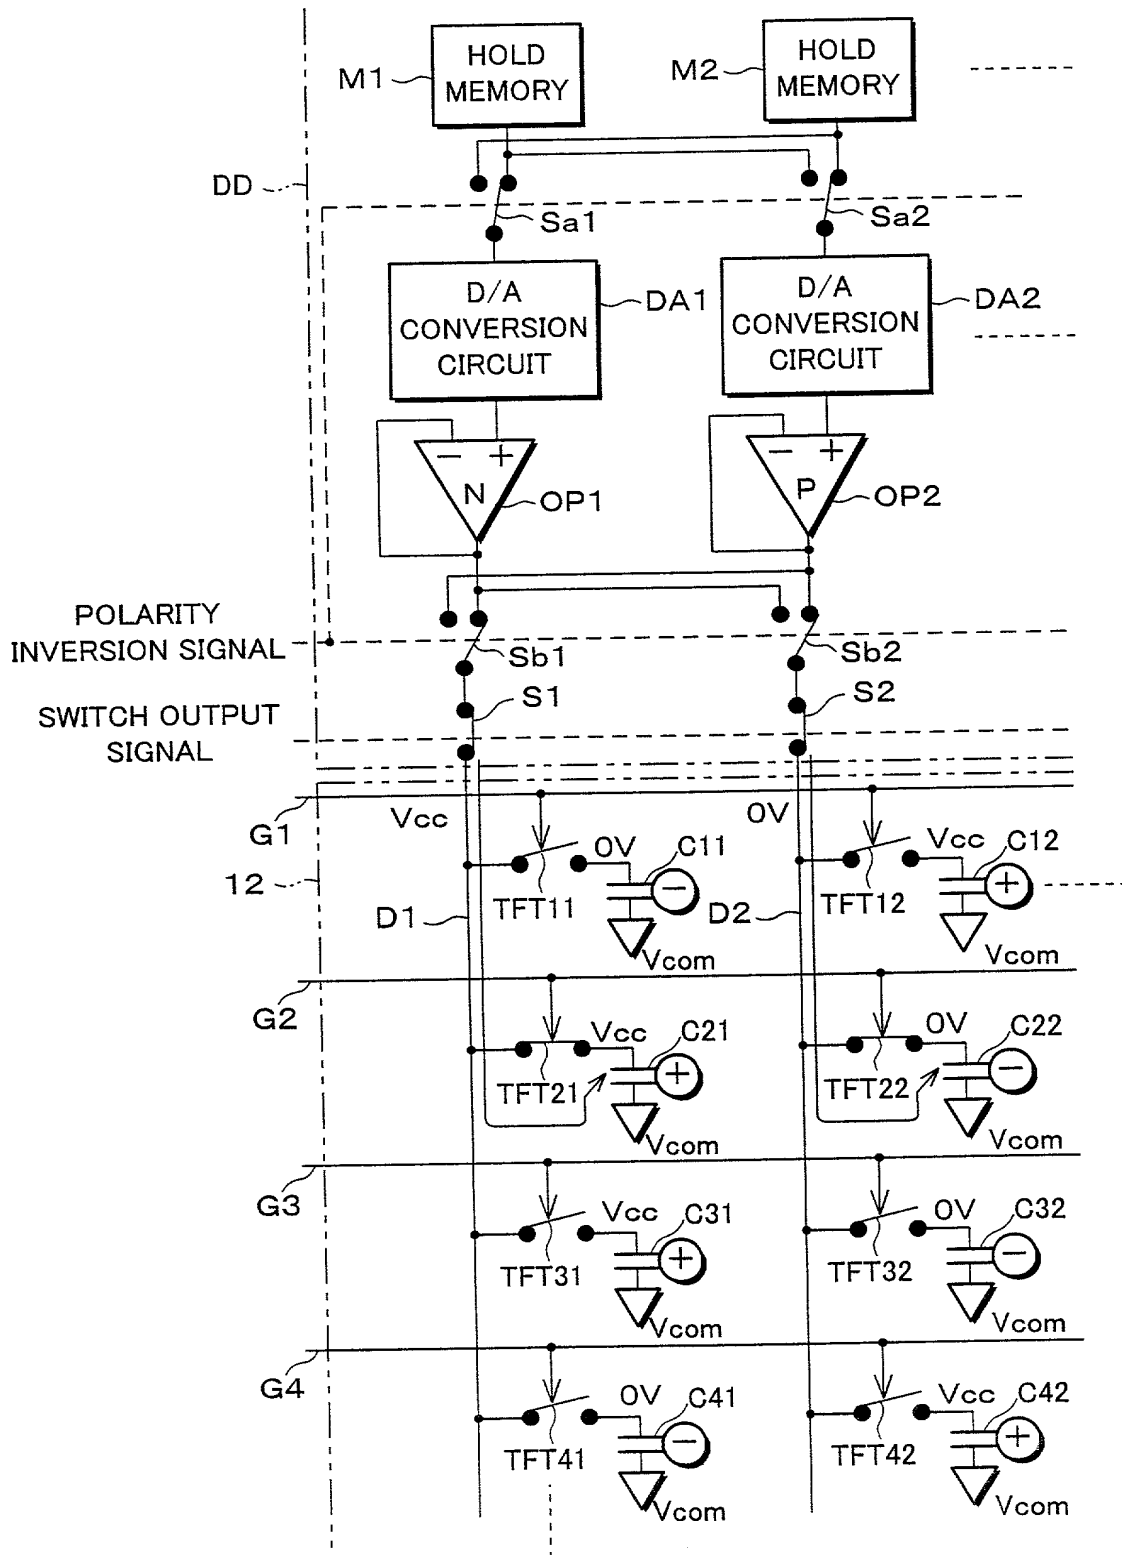 HOLD
MEMORY
M1
HOLD
MEMORY
M2
DD
Sa1
Sa2
D/A
CONVERSION
CIRCUIT
DA1
D/A
CONVERSION
CIRCUIT
DA2
− +
N
OP1
− +
P
OP2
POLARITY
INVERSION SIGNAL
Sb1
Sb2
SWITCH OUTPUT
SIGNAL
S1
S2
G1
Vcc
0V
12
0V
C11
−
TFT11
D1
Vcom
Vcc
C12
+
TFT12
D2
Vcom
G2
Vcc
C21
+
TFT21
Vcom
0V
C22
−
TFT22
Vcom
G3
Vcc
C31
+
TFT31
Vcom
0V
C32
−
TFT32
Vcom
G4
0V
C41
−
TFT41
Vcom
Vcc
C42
+
TFT42
Vcom